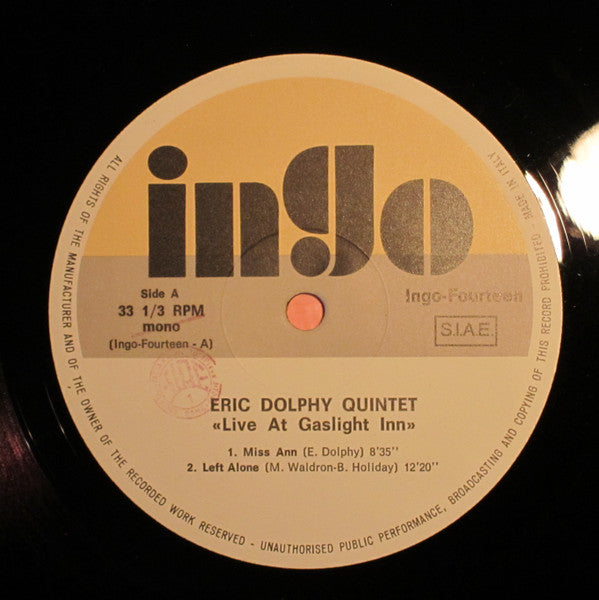 ingo
Side A
33 1/3 RPM
mono
(Ingo-Fourteen - A)
Ingo-Fourteen
S.I.A.E.
ERIC DOLPHY QUINTET
«Live At Gaslight Inn»
1. Miss Ann (E. Dolphy) 8'35''
2. Left Alone (M. Waldron-B. Holiday) 12'20''
ALL RIGHTS OF THE MANUFACTURER AND OF THE OWNER OF THE RECORDED WORK RESERVED - UNAUTHORISED PUBLIC PERFORMANCE, BROADCASTING AND COPYING OF THIS RECORD PROHIBITED MADE IN ITALY